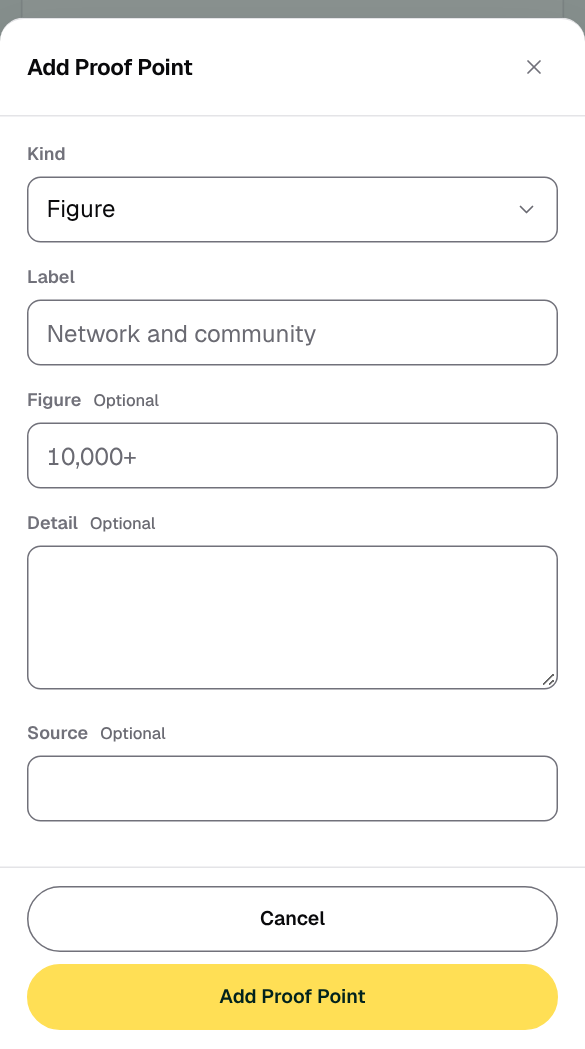 Add Proof Point
Kind
Figure
Label
Network and community
Figure Optional
10,000+
Detail Optional
Source Optional
Cancel
Add Proof Point